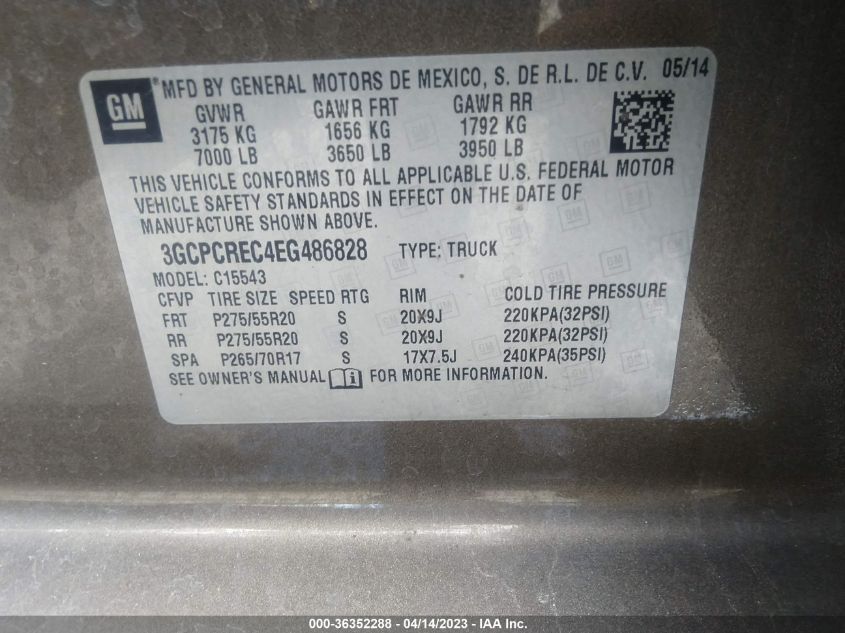 GM
® MFD BY GENERAL MOTORS DE MEXICO, S. DE R.L. DE C.V. 05/14
GVWR GAWR FRT GAWR RR
3175 KG 1656 KG 1792 KG
7000 LB 3650 LB 3950 LB
THIS VEHICLE CONFORMS TO ALL APPLICABLE U.S. FEDERAL MOTOR
VEHICLE SAFETY STANDARDS IN EFFECT ON THE DATE OF
MANUFACTURE SHOWN ABOVE.
3GCPCREC4EG486828 TYPE: TRUCK
MODEL: C15543
CFVP TIRE SIZE SPEED RTG RIM COLD TIRE PRESSURE
FRT P275/55R20 S 20X9J 220KPA(32PSI)
RR P275/55R20 S 20X9J 220KPA(32PSI)
SPA P265/70R17 S 17X7.5J 240KPA(35PSI)
SEE OWNER'S MANUAL FOR MORE INFORMATION.
000-36352288 - 04/14/2023 - IAA Inc.